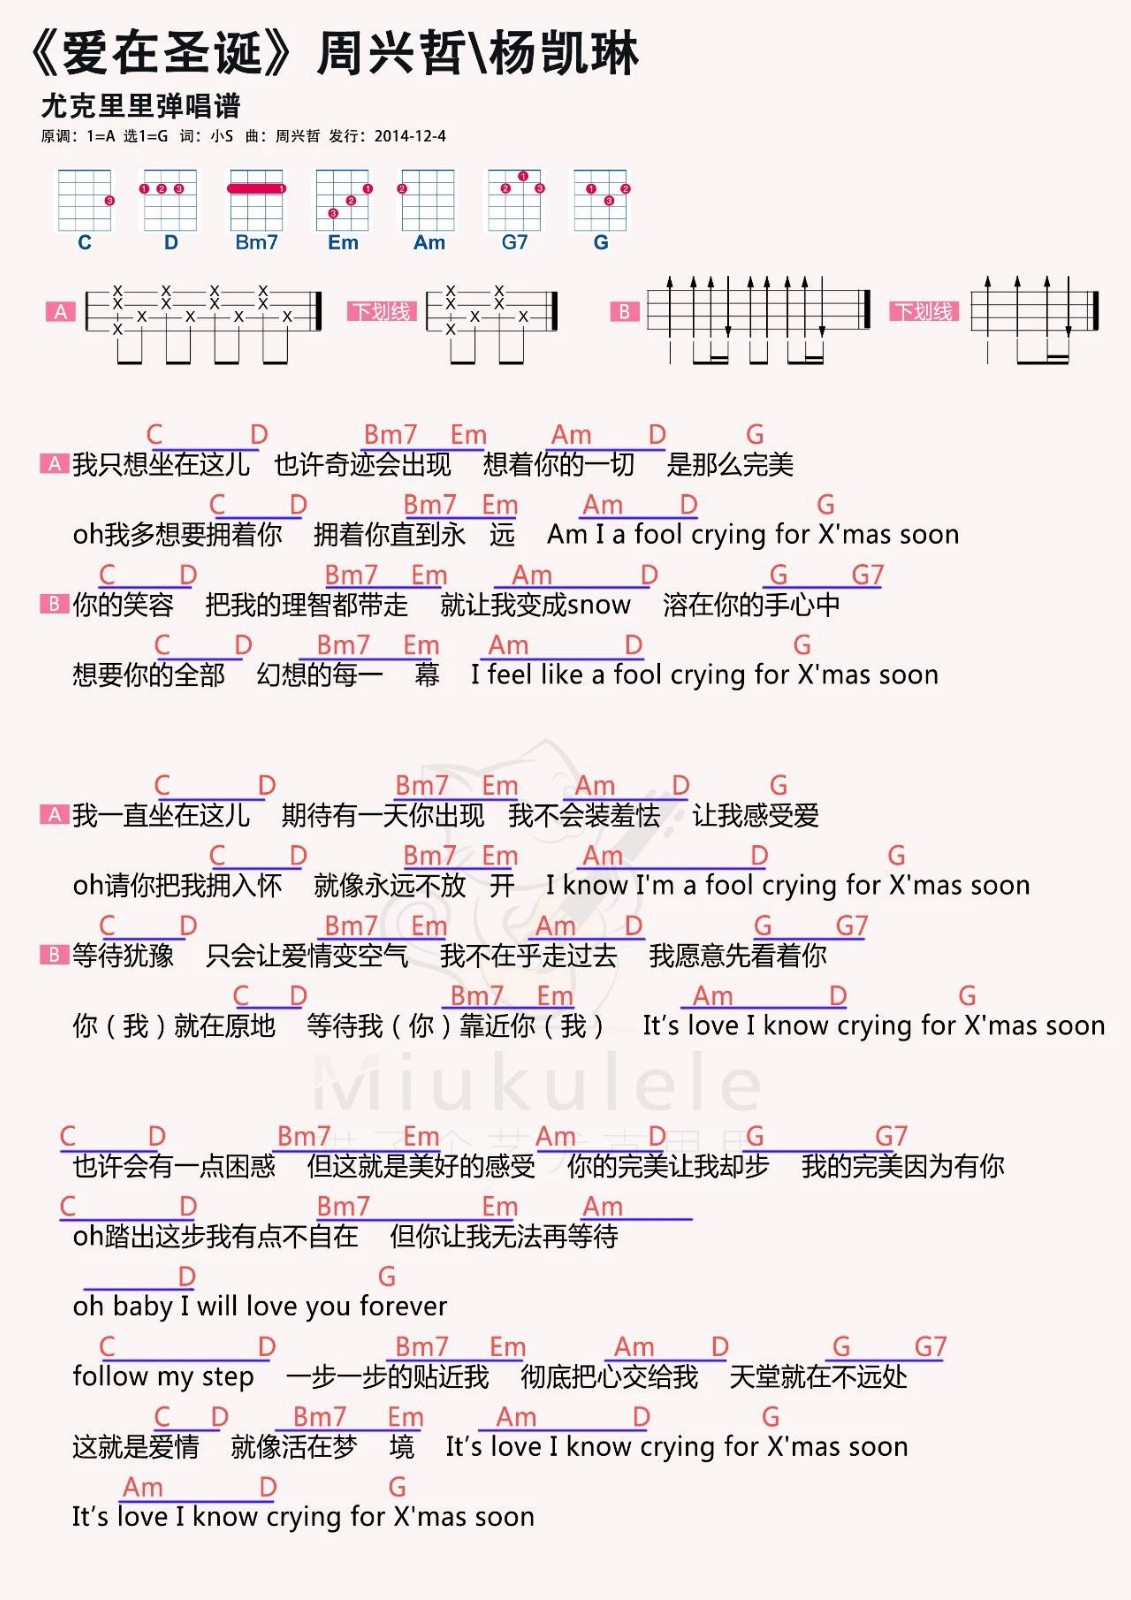 《爱在圣诞》周兴哲\杨凯琳
尤克里里弹唱谱
原调：1=A 选1=G 词：小S 曲：周兴哲 发行：2014-12-4
3 1 2 3 1 1 2 3 2 1 2 3 1 2 3
C D Bm7 Em Am G7 G
A 下划线 B 下划线
C D Bm7 Em Am D G
A 我只想坐在这儿 也许奇迹会出现 想着你的一切 是那么完美
C D Bm7 Em Am D G
oh我多想要拥着你 拥着你直到永 远 Am I a fool crying for X'mas soon
C D Bm7 Em Am D G G7
B 你的笑容 把我的理智都带走 就让我变成snow 溶在你的手心中
C D Bm7 Em Am D G
想要你的全部 幻想的每一 幕 I feel like a fool crying for X'mas soon
C D Bm7 Em Am D G
A 我一直坐在这儿 期待有一天你出现 我不会装羞怯 让我感受爱
C D Bm7 Em Am D G
oh请你把我拥入怀 就像永远不放 开 I know I'm a fool crying for X'mas soon
C D Bm7 Em Am D G G7
B 等待犹豫 只会让爱情变空气 我不在乎走过去 我愿意先看着你
C D Bm7 Em Am D G
你（我）就在原地 等待我（你）靠近你（我） It's love I know crying for X'mas soon
Miukulele
C D Bm7 Em Am D G G7
也许会有一点困惑 但这就是美好的感受 你的完美让我却步 我的完美因为有你
C D Bm7 Em Am
oh踏出这步我有点不自在 但你让我无法再等待
D G
oh baby I will love you forever
C D Bm7 Em Am D G G7
follow my step 一步一步的贴近我 彻底把心交给我 天堂就在不远处
C D Bm7 Em Am D G
这就是爱情 就像活在梦 境 It's love I know crying for X'mas soon
Am D G
It's love I know crying for X'mas soon